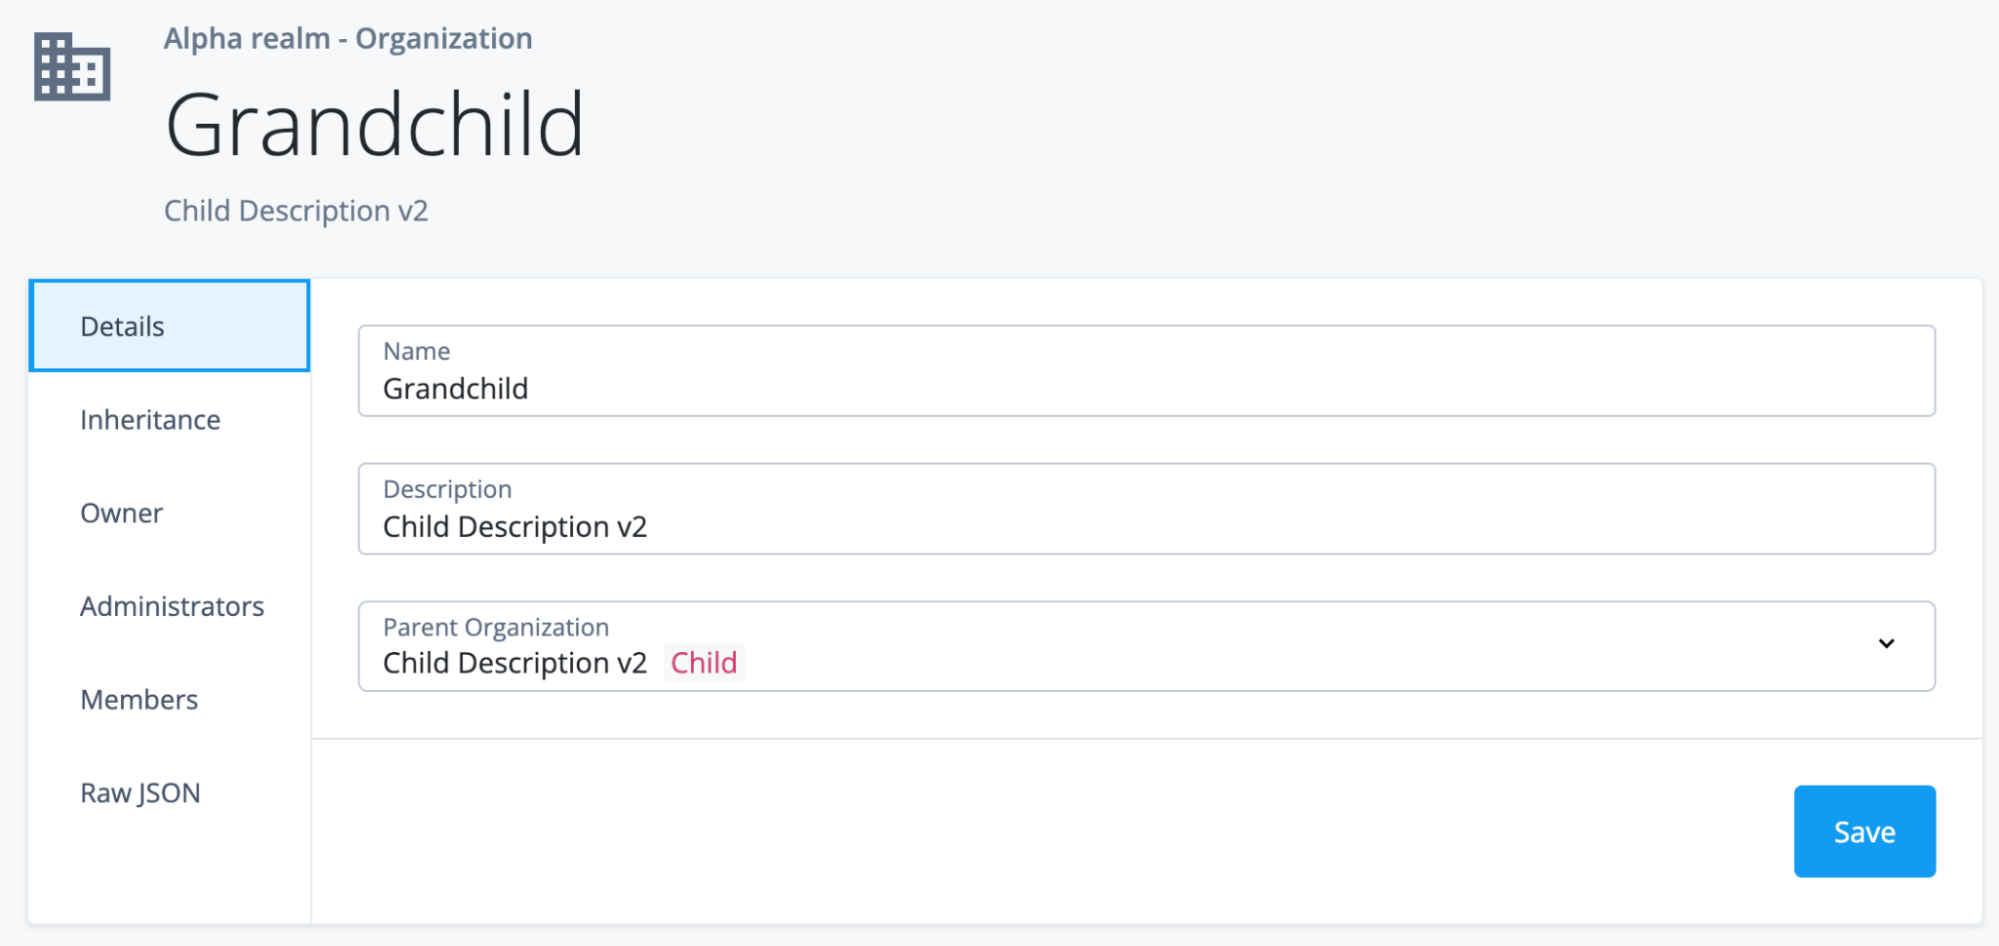 Alpha realm - Organization
Grandchild
Child Description v2
Details
Inheritance
Owner
Administrators
Members
Raw JSON
Name
Grandchild
Description
Child Description v2
Parent Organization
Child Description v2 Child
Save